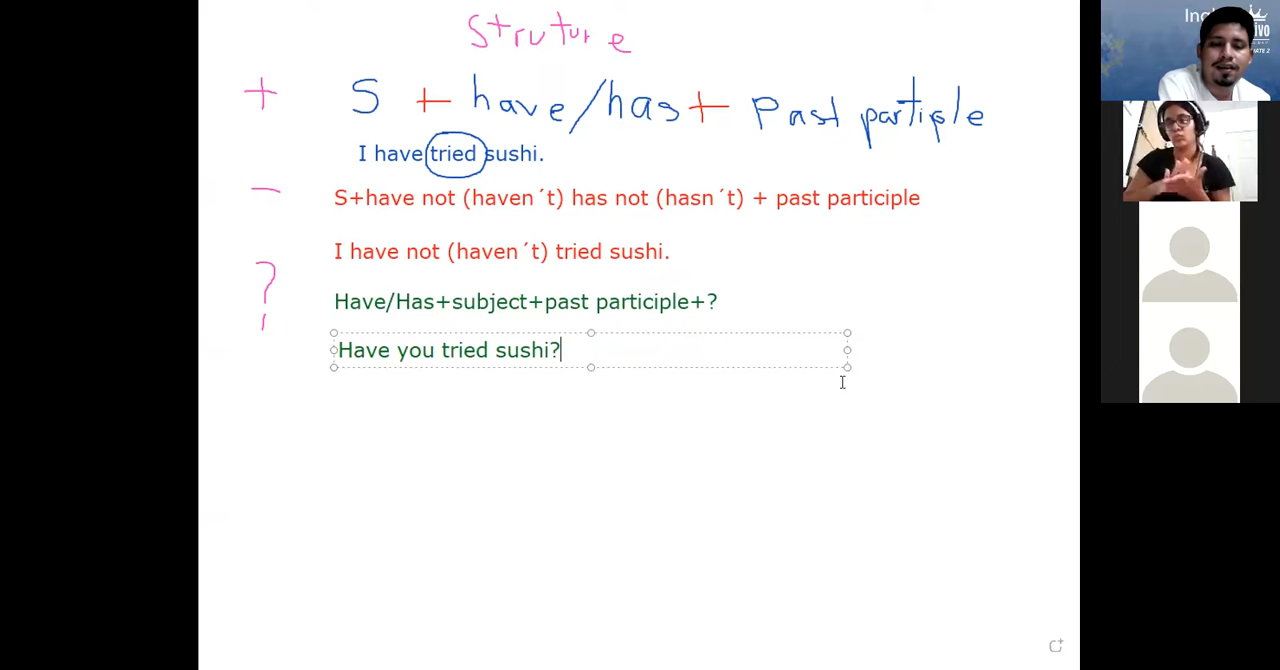 Struture
+ S + have/has + Past partiple
I have tried sushi.
- S+have not (haven´t) has not (hasn´t) + past participle
I have not (haven´t) tried sushi.
? Have/Has+subject+past participle+?
Have you tried sushi?